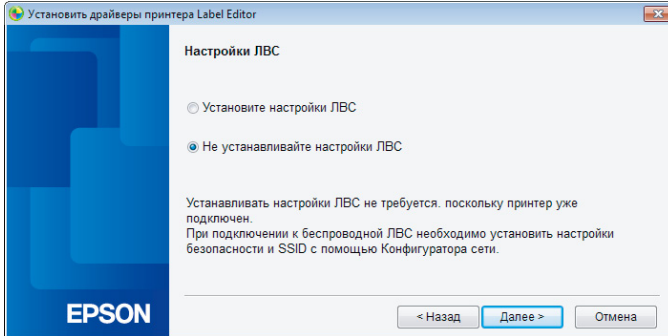 Установить драйверы принтера Label Editor
Настройки ЛВС
Установите настройки ЛВС
Не устанавливайте настройки ЛВС
Устанавливать настройки ЛВС не требуется. поскольку принтер уже
подключен.
При подключении к беспроводной ЛВС необходимо установить настройки
безопасности и SSID с помощью Конфигуратора сети.
EPSON
< Назад
Далее >
Отмена